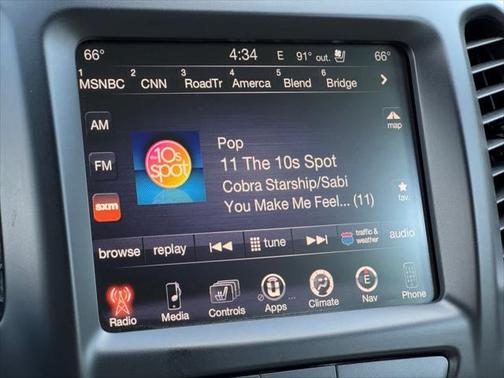 66° 4:34 E 91° out. 66°
1 MSNBC 2 CNN 3 RoadTr 4 Amerca 5 Blend 6 Bridge >
AM
map
Pop
FM
10s spot
11 The 10s Spot
Cobra Starship/Sabi
fav.
sxm
You Make Me Feel... (11)
browse replay tune traffic & weather audio
E
Radio Media Controls Apps ... Climate Nav Phone